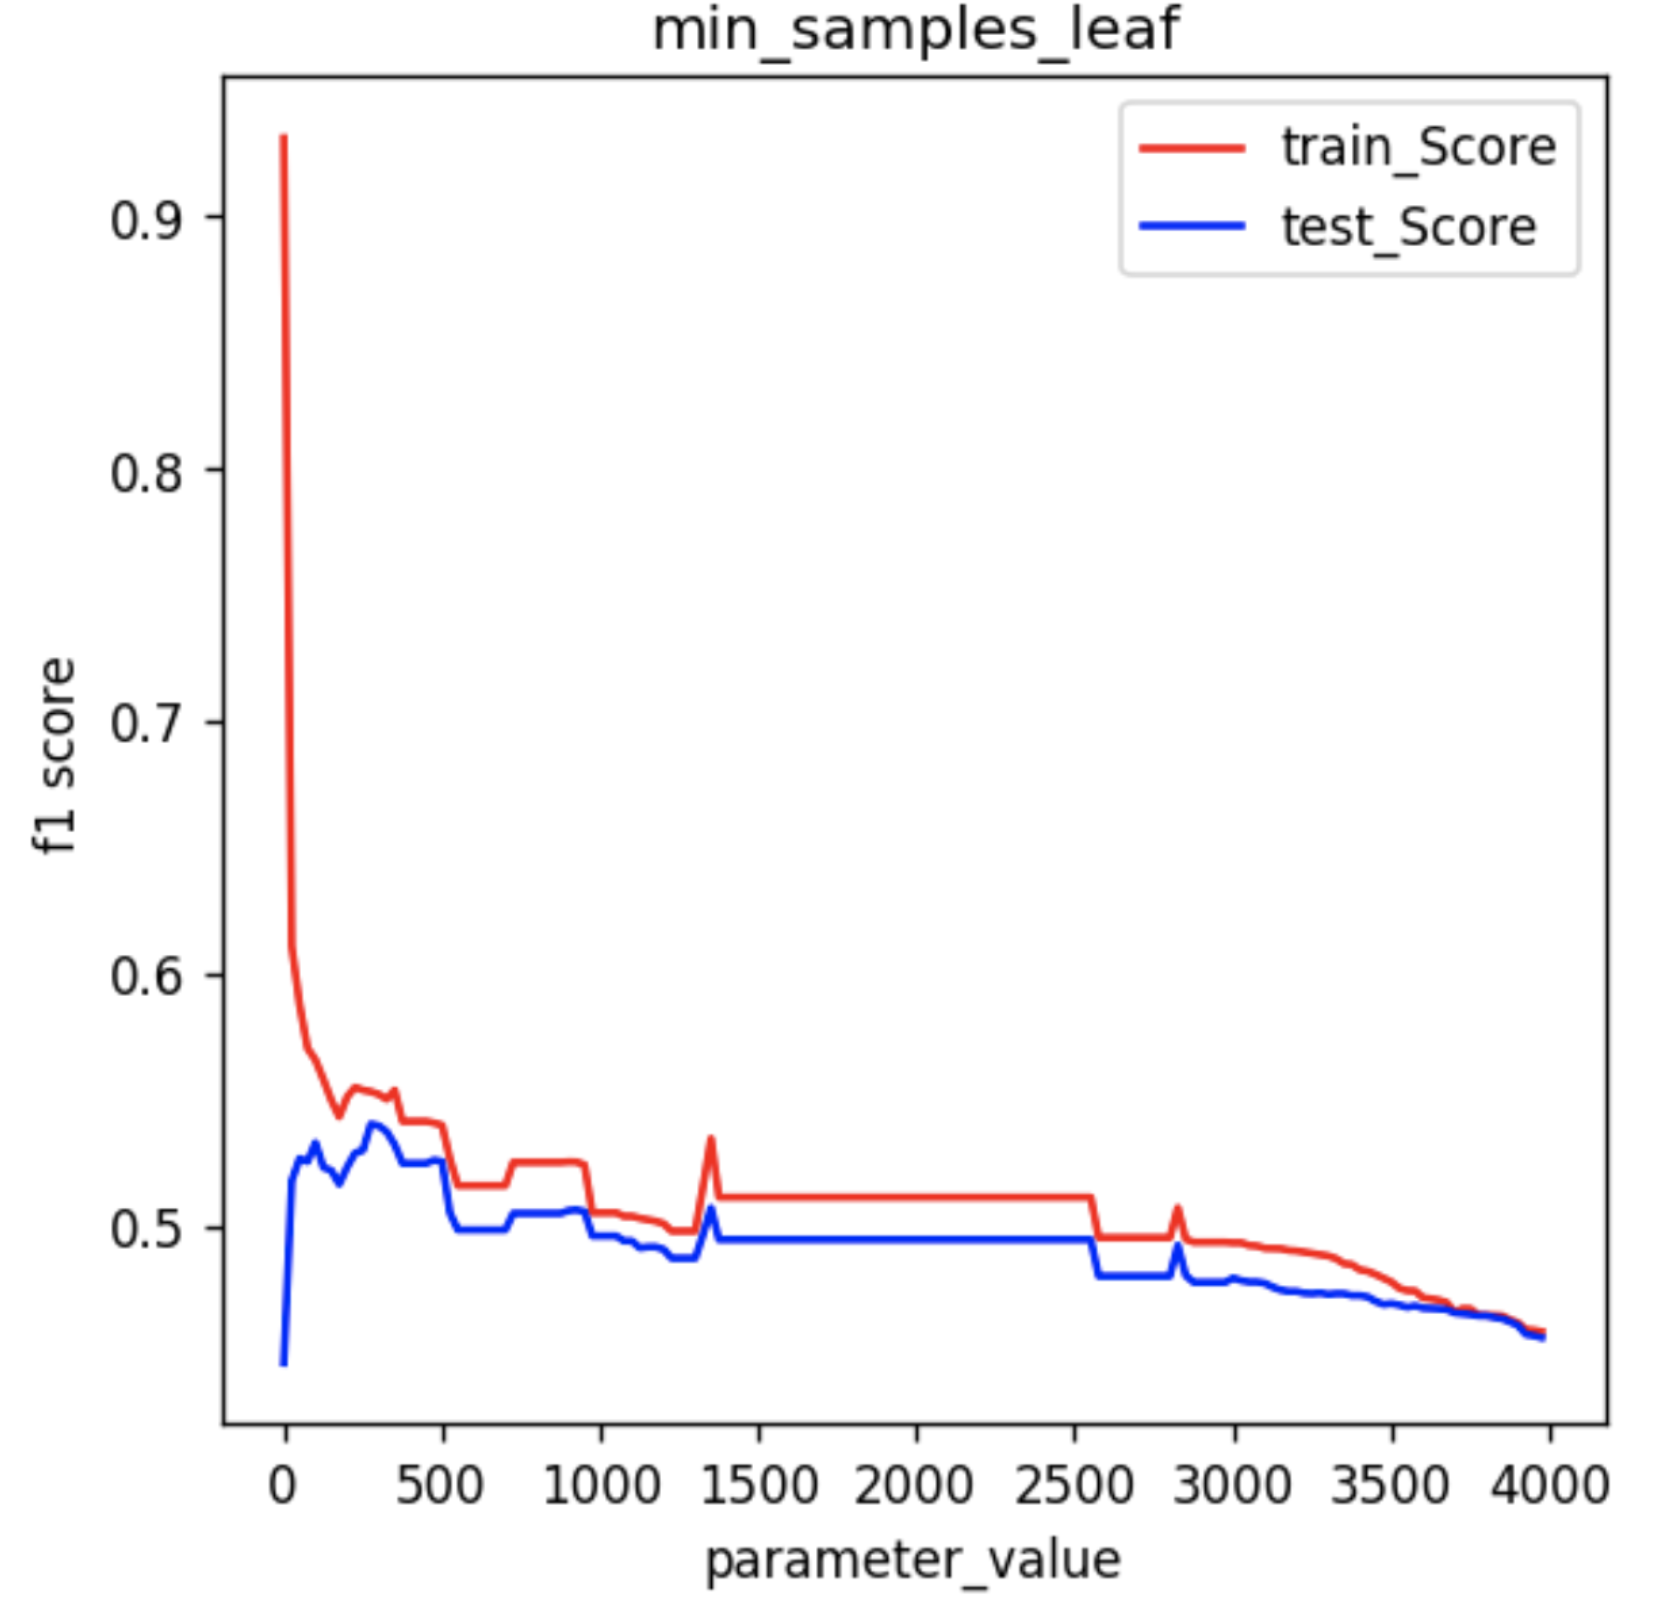 min_samples_leaf
train_Score
test_Score
0.9
0.8
0.7
0.6
0.5
f1 score
0 500 1000 1500 2000 2500 3000 3500 4000
parameter_value